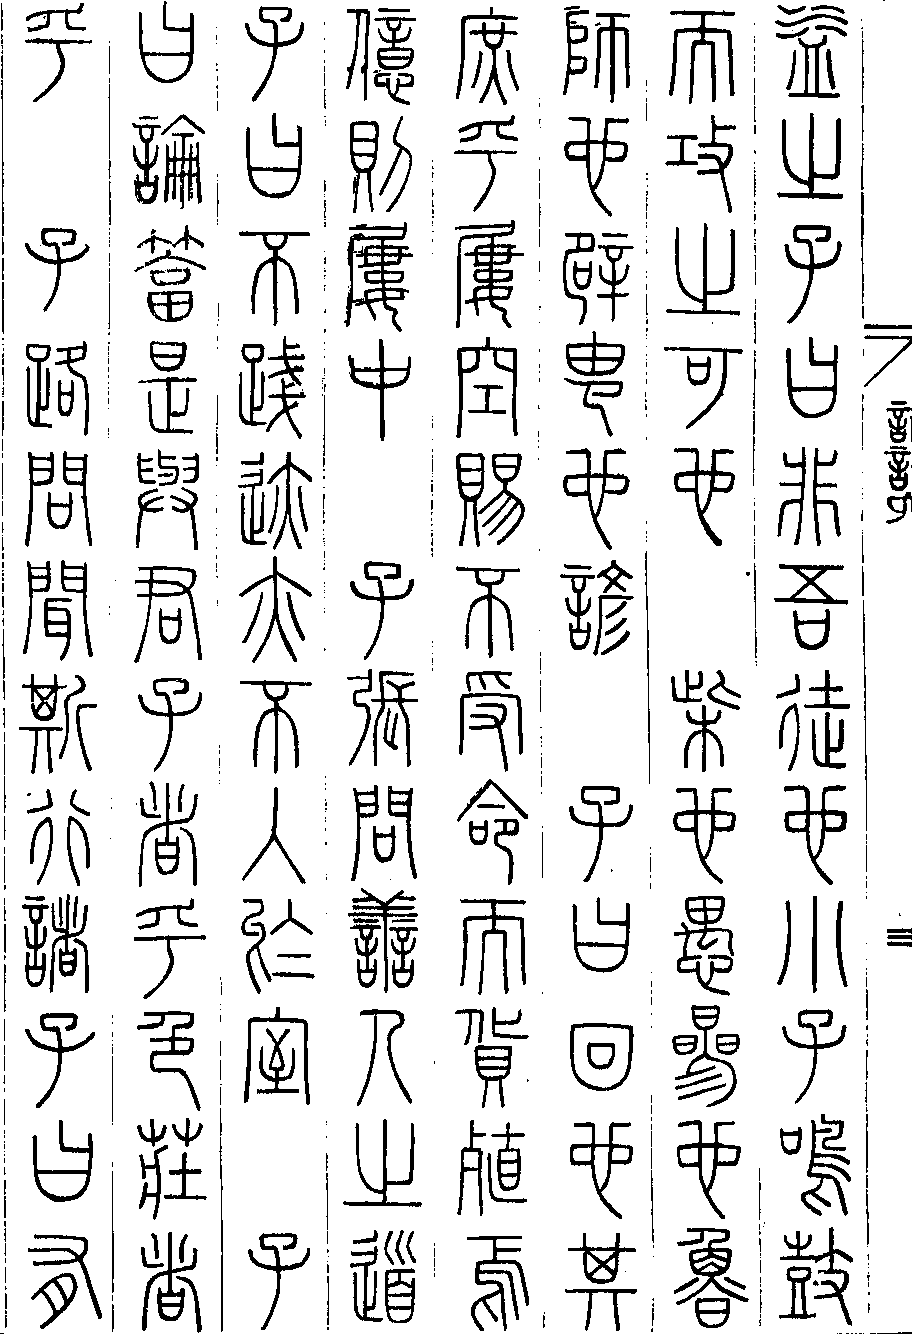 益之子曰非吾徒也小子鳴鼓
而攻之可也　柴也愚參也魯
師也辟由也諺　子曰回也其
庶乎屢空賜不受命而貨殖焉
億則屢中　子張問善人之道
子曰不踐迹亦不入於室　子
曰論篤是與君子者乎色莊者
乎　子路問聞斯行諸子曰有